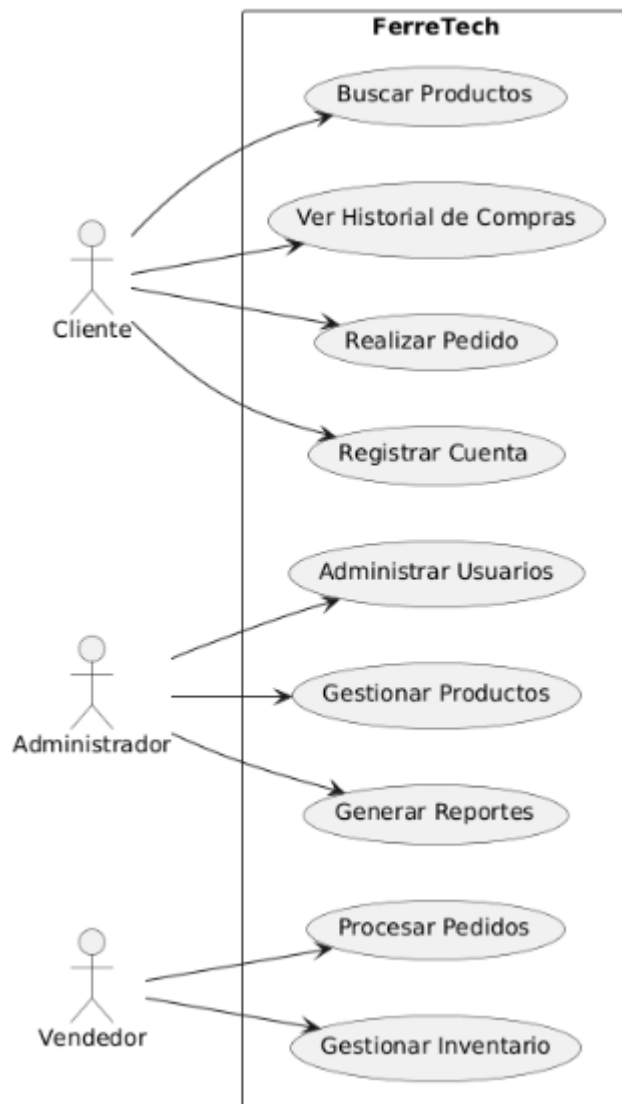 FerreTech
Buscar Productos
Ver Historial de Compras
Cliente
Realizar Pedido
Registrar Cuenta
Administrar Usuarios
Gestionar Productos
Administrador
Generar Reportes
Procesar Pedidos
Vendedor
Gestionar Inventario